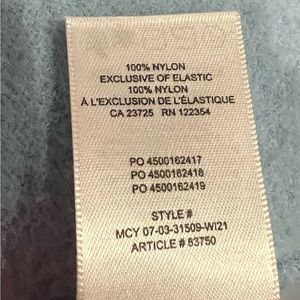 100% NYLON
EXCLUSIVE OF ELASTIC
100% NYLON
À L'EXCLUSION DE L'ÉLASTIQUE
CA 23725 RN 122354
PO 4500162417
PO 4500162418
PO 4500162419
STYLE #
MCY 07-03-31509-WI21
ARTICLE # 83750